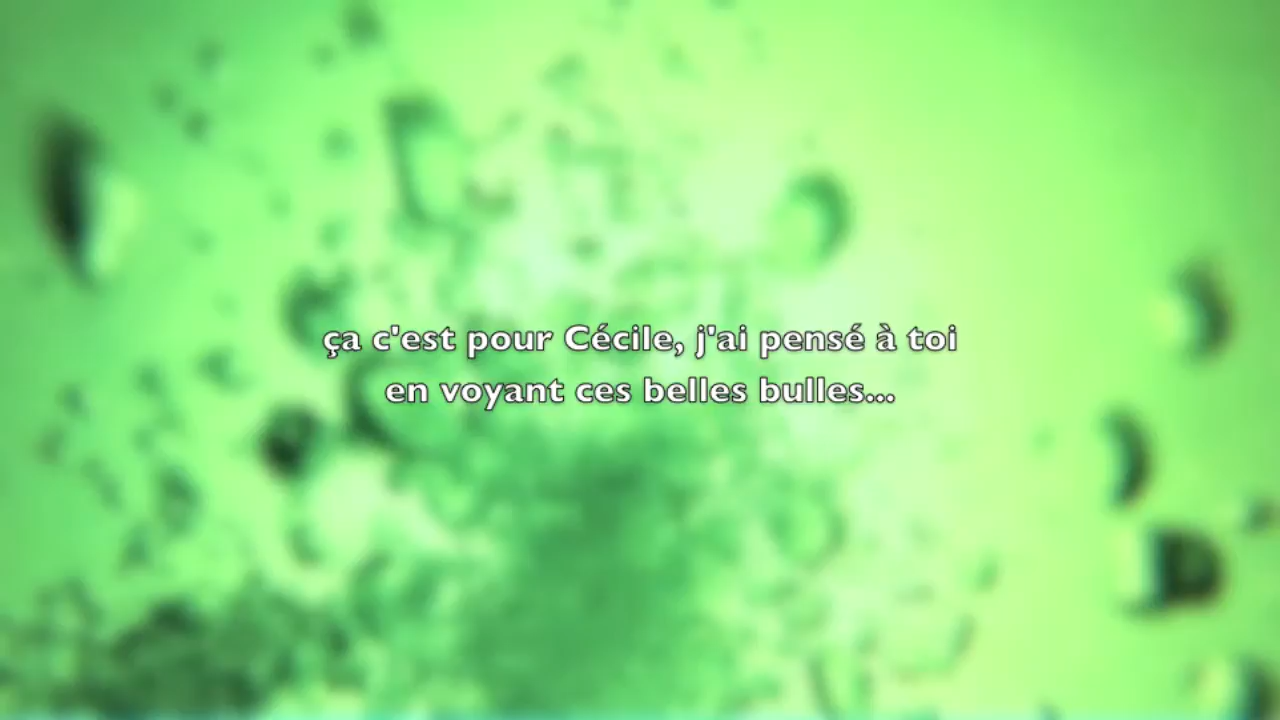 ça c'est pour Cécile, j'ai pensé à toi
en voyant ces belles bulles...